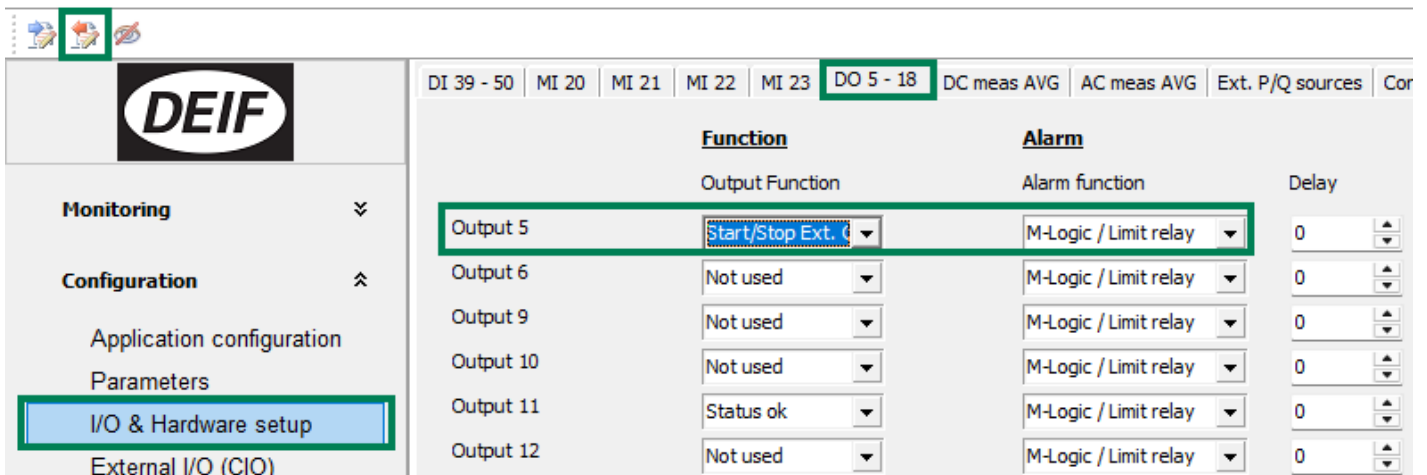 DEIF
Monitoring
Configuration
Application configuration
Parameters
I/O & Hardware setup
External I/O (CIO)
DI 39 - 50 MI 20 MI 21 MI 22 MI 23 DO 5 - 18 DC meas AVG AC meas AVG Ext. P/Q sources
Function Alarm
Output Function Alarm function Delay
Output 5 Start/Stop Ext. M-Logic / Limit relay 0
Output 6 Not used M-Logic / Limit relay 0
Output 9 Not used M-Logic / Limit relay 0
Output 10 Not used M-Logic / Limit relay 0
Output 11 Status ok M-Logic / Limit relay 0
Output 12 Not used M-Logic / Limit relay 0